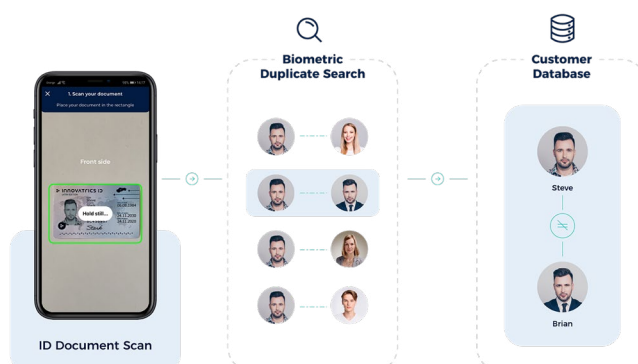 1. Scan your document
Place your document in the rectangle.
Front side
INNOVATRICS ID
Hold still...
ID Document Scan
Biometric
Duplicate Search
Customer
Database
Steve
Brian